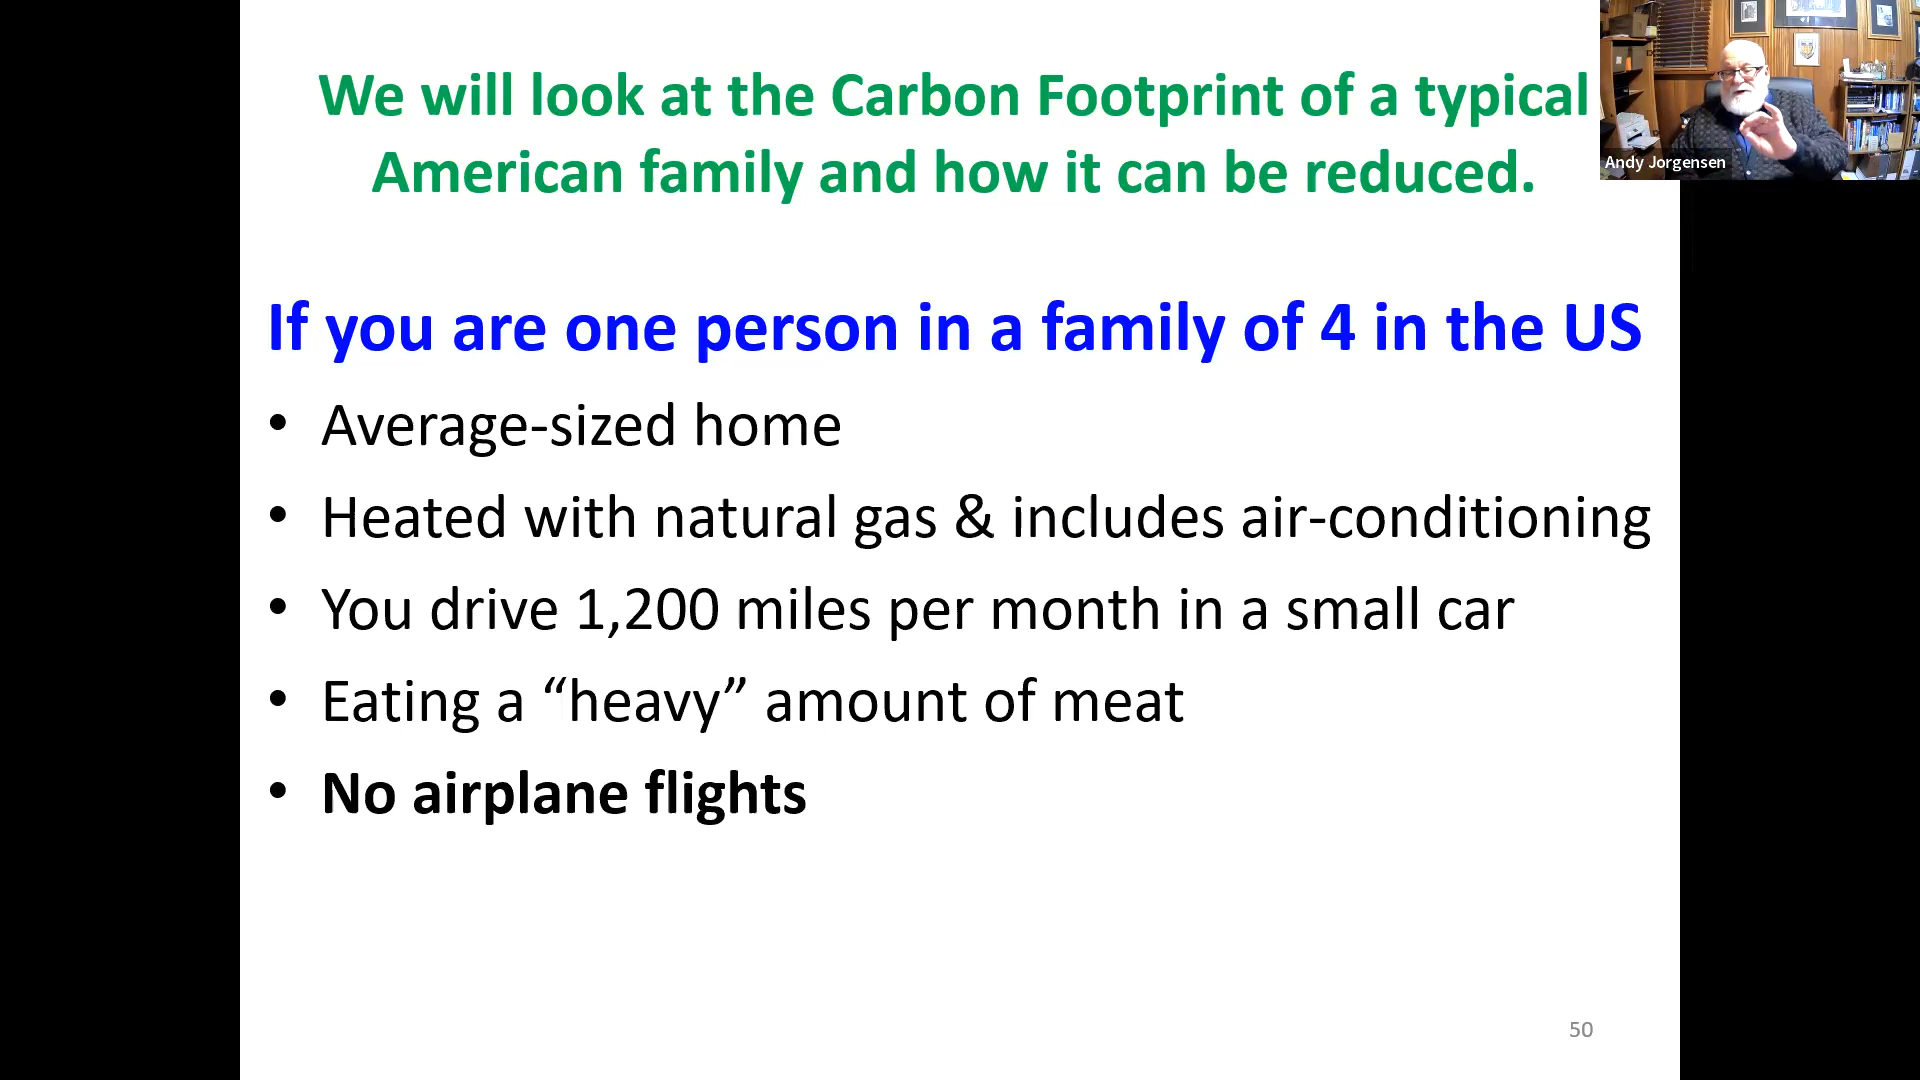 We will look at the Carbon Footprint of a typical
American family and how it can be reduced.
Andy Jorgensen
If you are one person in a family of 4 in the US
• Average-sized home
• Heated with natural gas & includes air-conditioning
• You drive 1,200 miles per month in a small car
• Eating a “heavy” amount of meat
• No airplane flights
50